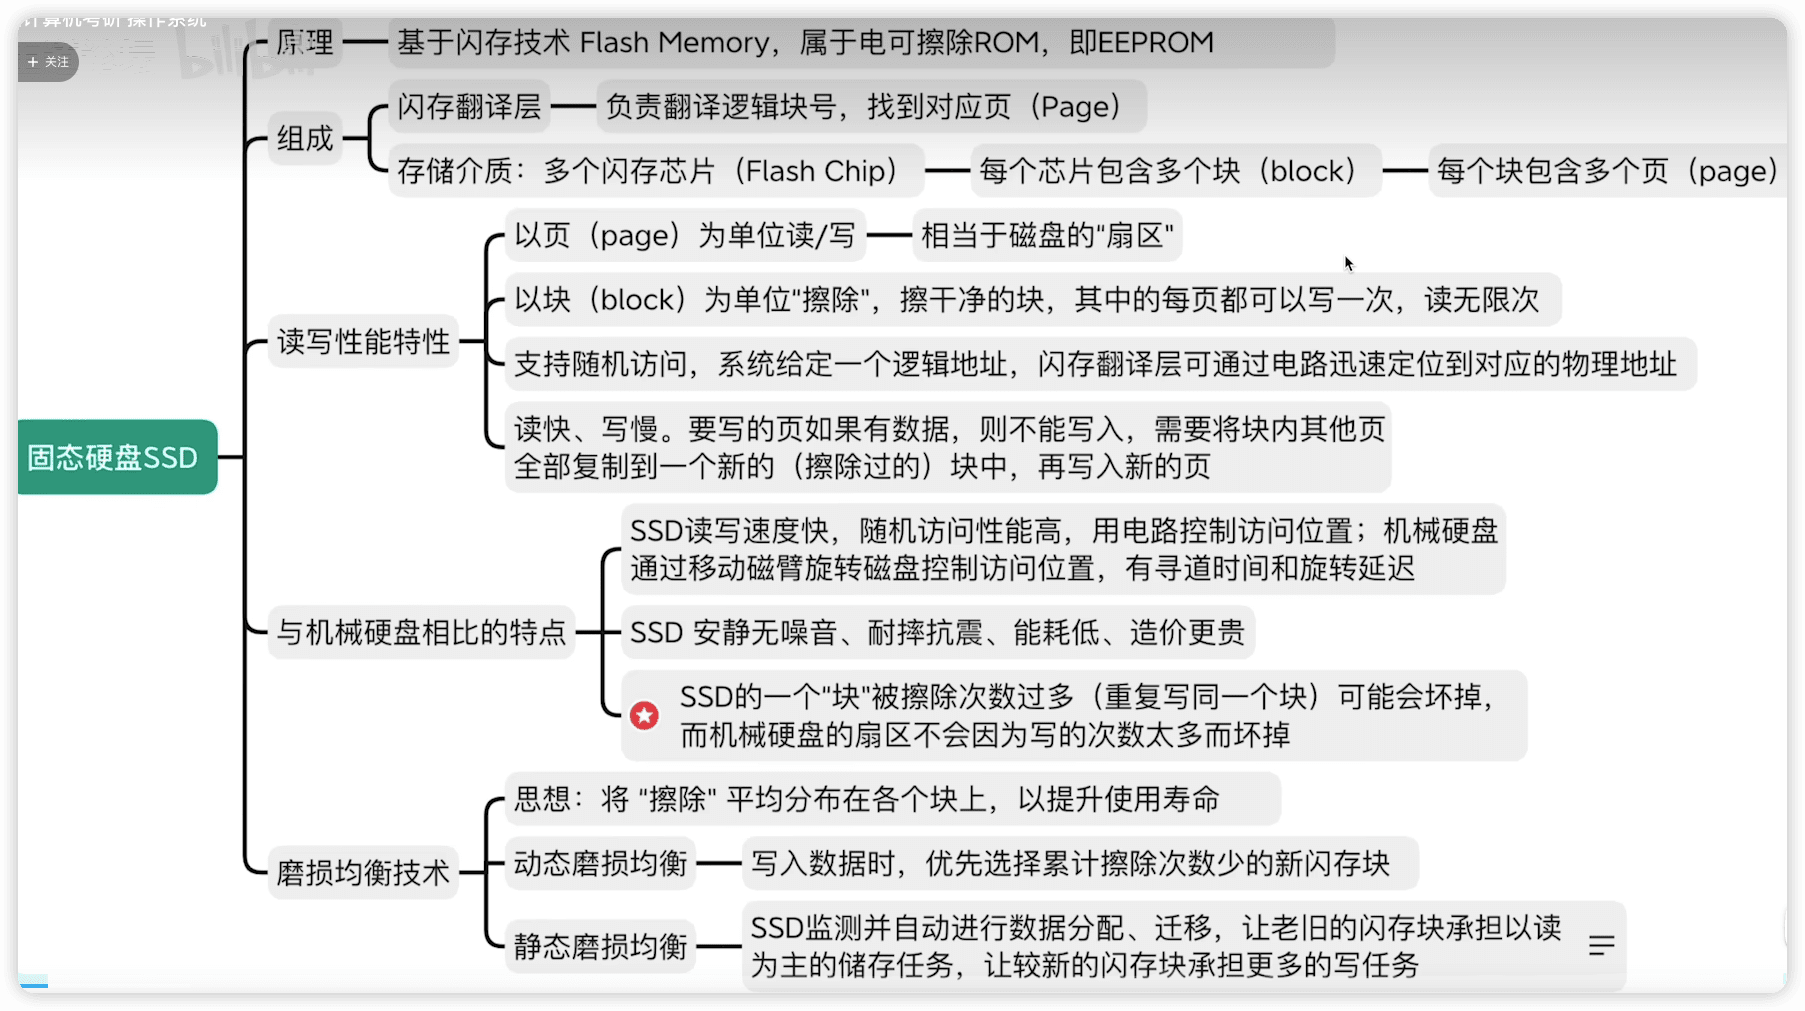 计算机考研 操作系统
+ 关注
bilibili
原理
基于闪存技术 Flash Memory，属于电可擦除ROM，即EEPROM
组成
闪存翻译层
负责翻译逻辑块号，找到对应页（Page）
存储介质：多个闪存芯片（Flash Chip）
每个芯片包含多个块（block）
每个块包含多个页（page）
读写性能特性
以页（page）为单位读/写
相当于磁盘的“扇区”
以块（block）为单位"擦除"，擦干净的块，其中的每页都可以写一次，读无限次
支持随机访问，系统给定一个逻辑地址，闪存翻译层可通过电路迅速定位到对应的物理地址
读快、写慢。要写的页如果有数据，则不能写入，需要将块内其他页
全部复制到一个新的（擦除过的）块中，再写入新的页
固态硬盘SSD
与机械硬盘相比的特点
SSD读写速度快，随机访问性能高，用电路控制访问位置；机械硬盘
通过移动磁臂旋转磁盘控制访问位置，有寻道时间和旋转延迟
SSD 安静无噪音、耐摔抗震、能耗低、造价更贵
SSD的一个"块"被擦除次数过多（重复写同一个块）可能会坏掉，
而机械硬盘的扇区不会因为写的次数太多而坏掉
磨损均衡技术
思想：将 "擦除" 平均分布在各个块上，以提升使用寿命
动态磨损均衡
写入数据时，优先选择累计擦除次数少的新闪存块
静态磨损均衡
SSD监测并自动进行数据分配、迁移，让老旧的闪存块承担以读
为主的储存任务，让较新的闪存块承担更多的写任务